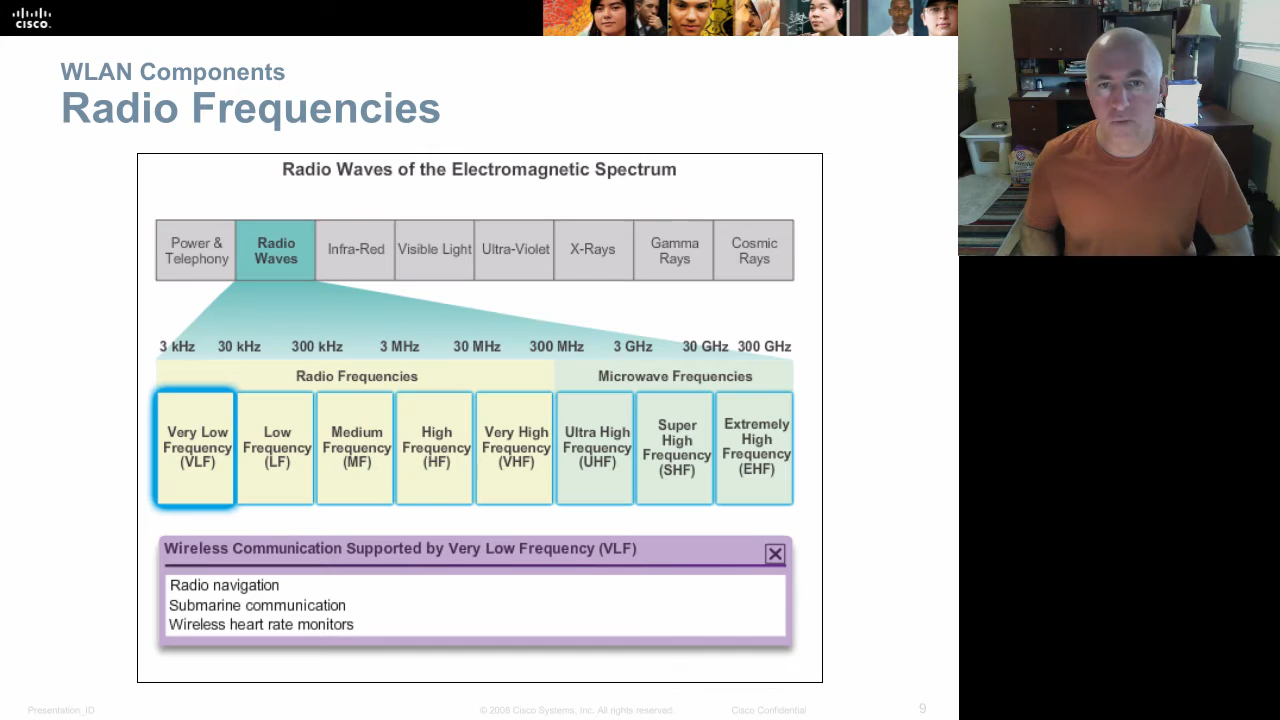 CISCO.
WLAN Components
Radio Frequencies
Radio Waves of the Electromagnetic Spectrum
Power &
Telephony
Radio
Waves
Infra-Red
Visible Light
Ultra-Violet
X-Rays
Gamma
Rays
Cosmic
Rays
3 kHz 30 kHz 300 kHz 3 MHz 30 MHz 300 MHz 3 GHz 30 GHz 300 GHz
Radio Frequencies
Microwave Frequencies
Very Low
Frequency
(VLF)
Low
Frequency
(LF)
Medium
Frequency
(MF)
High
Frequency
(HF)
Very High
Frequency
(VHF)
Ultra High
Frequency
(UHF)
Super
High
Frequency
(SHF)
Extremely
High
Frequency
(EHF)
Wireless Communication Supported by Very Low Frequency (VLF)
Radio navigation
Submarine communication
Wireless heart rate monitors
Presentation_ID
© 2008 Cisco Systems, Inc. All rights reserved.
Cisco Confidential
9